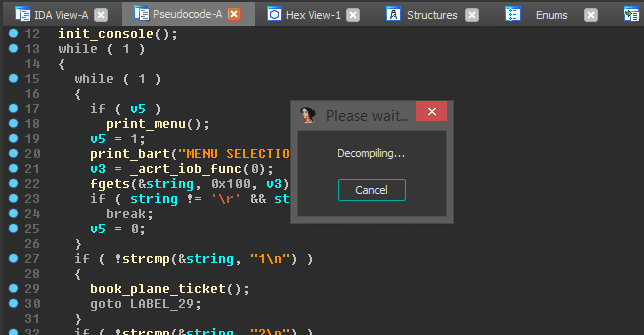 IDA View-A Pseudocode-A Hex View-1 Structures Enums
12 init_console();
13 while ( 1 )
14 {
15 while ( 1 )
16 {
17 if ( v5 )
18 print_menu();
19 v5 = 1;
20 print_bart("MENU SELECTIO
21 v3 = _acrt_iob_func(0);
22 fgets(&string, 0x100, v3)
23 if ( string != '\r' && st
24 break;
25 v5 = 0;
26 }
27 if ( !strcmp(&string, "1\n") )
28 {
29 book_plane_ticket();
30 goto LABEL_29;
31 }
32 if ( !strcmp(&string, "2\n") )
Please wait...
Decompiling...
Cancel